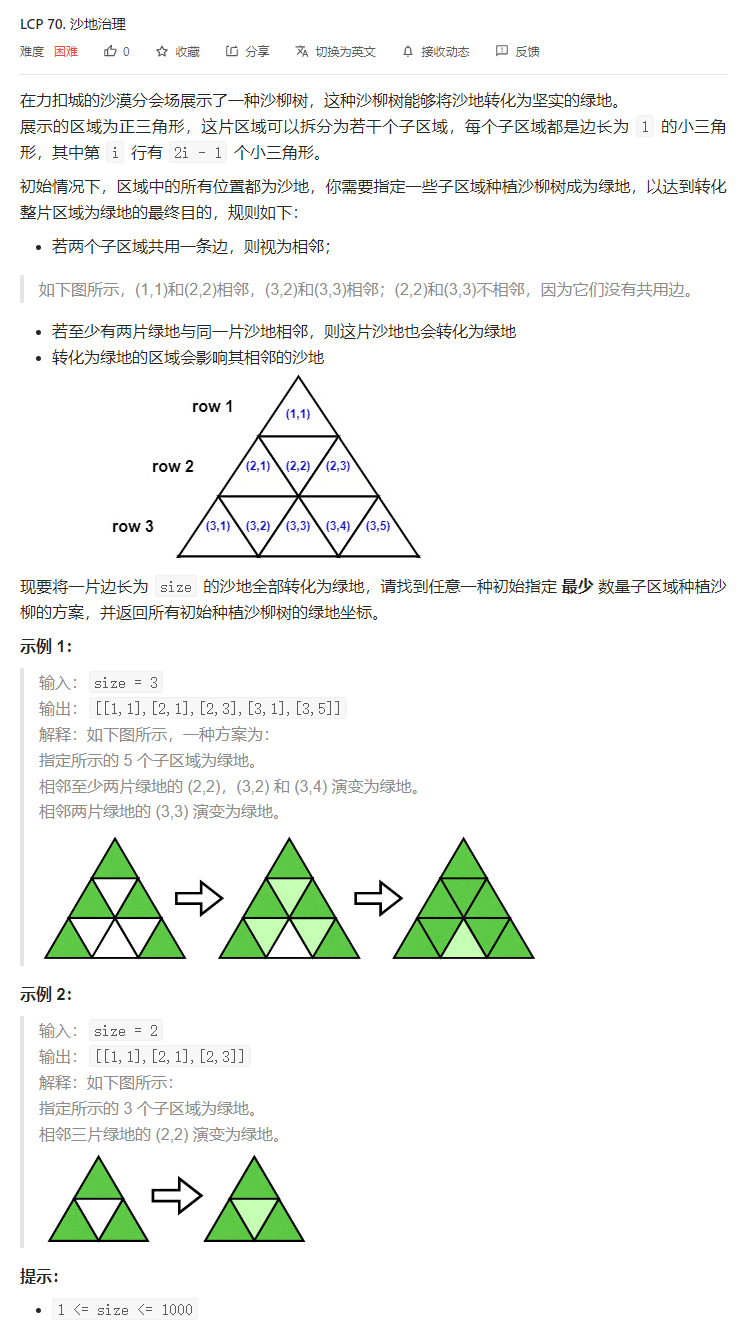 LCP 70. 沙地治理
难度 困难 0 收藏 分享 切换为英文 接收动态 反馈
在力扣城的沙漠分会场展示了一种沙柳树，这种沙柳树能够将沙地转化为坚实的绿地。
展示的区域为正三角形，这片区域可以拆分为若干个子区域，每个子区域都是边长为 1 的小三角
形，其中第 i 行有 2i - 1 个小三角形。
初始情况下，区域中的所有位置都为沙地，你需要指定一些子区域种植沙柳树成为绿地，以达到转化
整片区域为绿地的最终目的，规则如下：
• 若两个子区域共用一条边，则视为相邻；
如下图所示，(1,1)和(2,2)相邻，(3,2)和(3,3)相邻；(2,2)和(3,3)不相邻，因为它们没有共用边。
• 若至少有两片绿地与同一片沙地相邻，则这片沙地也会转化为绿地
• 转化为绿地的区域会影响其相邻的沙地
row 1 (1,1)
row 2 (2,1) (2,2) (2,3)
row 3 (3,1) (3,2) (3,3) (3,4) (3,5)
现要将一片边长为 size 的沙地全部转化为绿地，请找到任意一种初始指定 最少 数量子区域种植沙
柳的方案，并返回所有初始种植沙柳树的绿地坐标。
示例 1：
输入： size = 3
输出： [[1,1],[2,1],[2,3],[3,1],[3,5]]
解释：如下图所示，一种方案为：
指定所示的 5 个子区域为绿地。
相邻至少两片绿地的 (2,2)，(3,2) 和 (3,4) 演变为绿地。
相邻两片绿地的 (3,3) 演变为绿地。
示例 2：
输入： size = 2
输出： [[1,1],[2,1],[2,3]]
解释：如下图所示：
指定所示的 3 个子区域为绿地。
相邻三片绿地的 (2,2) 演变为绿地。
提示：
• 1 <= size <= 1000